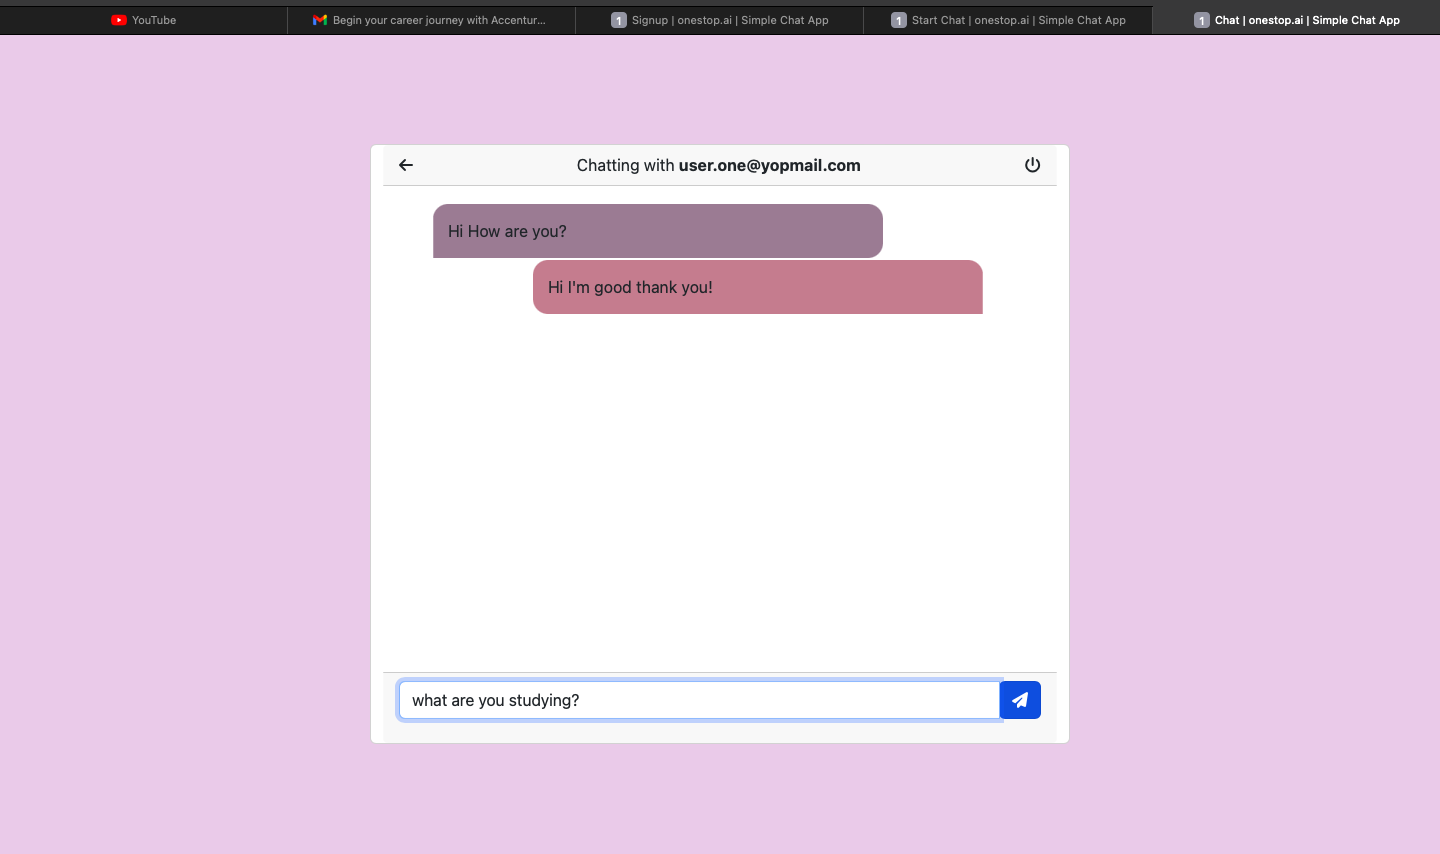 YouTube
Begin your career journey with Accentur...
1 Signup | onestop.ai | Simple Chat App
1 Start Chat | onestop.ai | Simple Chat App
1 Chat | onestop.ai | Simple Chat App
Chatting with user.one@yopmail.com
Hi How are you?
Hi I'm good thank you!
what are you studying?